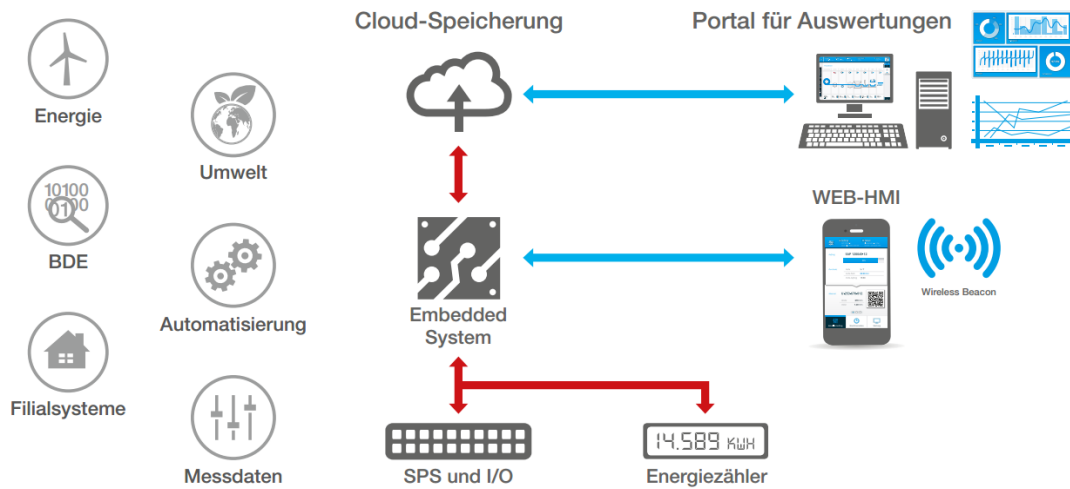 Cloud-Speicherung
Portal für Auswertungen
Energie
Umwelt
10100
0100
BDE
WEB-HMI
Wireless Beacon
Automatisierung
Embedded
System
Filialsysteme
Messdaten
14.589 KWH
SPS und I/O
Energiezähler